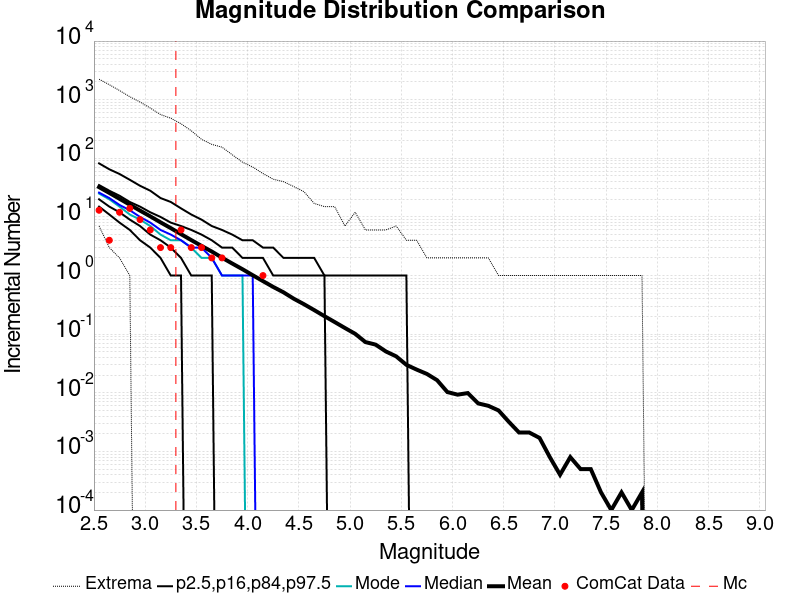 Magnitude Distribution Comparison
10 4
10 3
10 2
10 1
10 0
10 -1
10 -2
10 -3
10 -4
Incremental Number
2.5 3.0 3.5 4.0 4.5 5.0 5.5 6.0 6.5 7.0 7.5 8.0 8.5 9.0
Magnitude
Extrema p2.5,p16,p84,p97.5 Mode Median Mean ComCat Data Mc